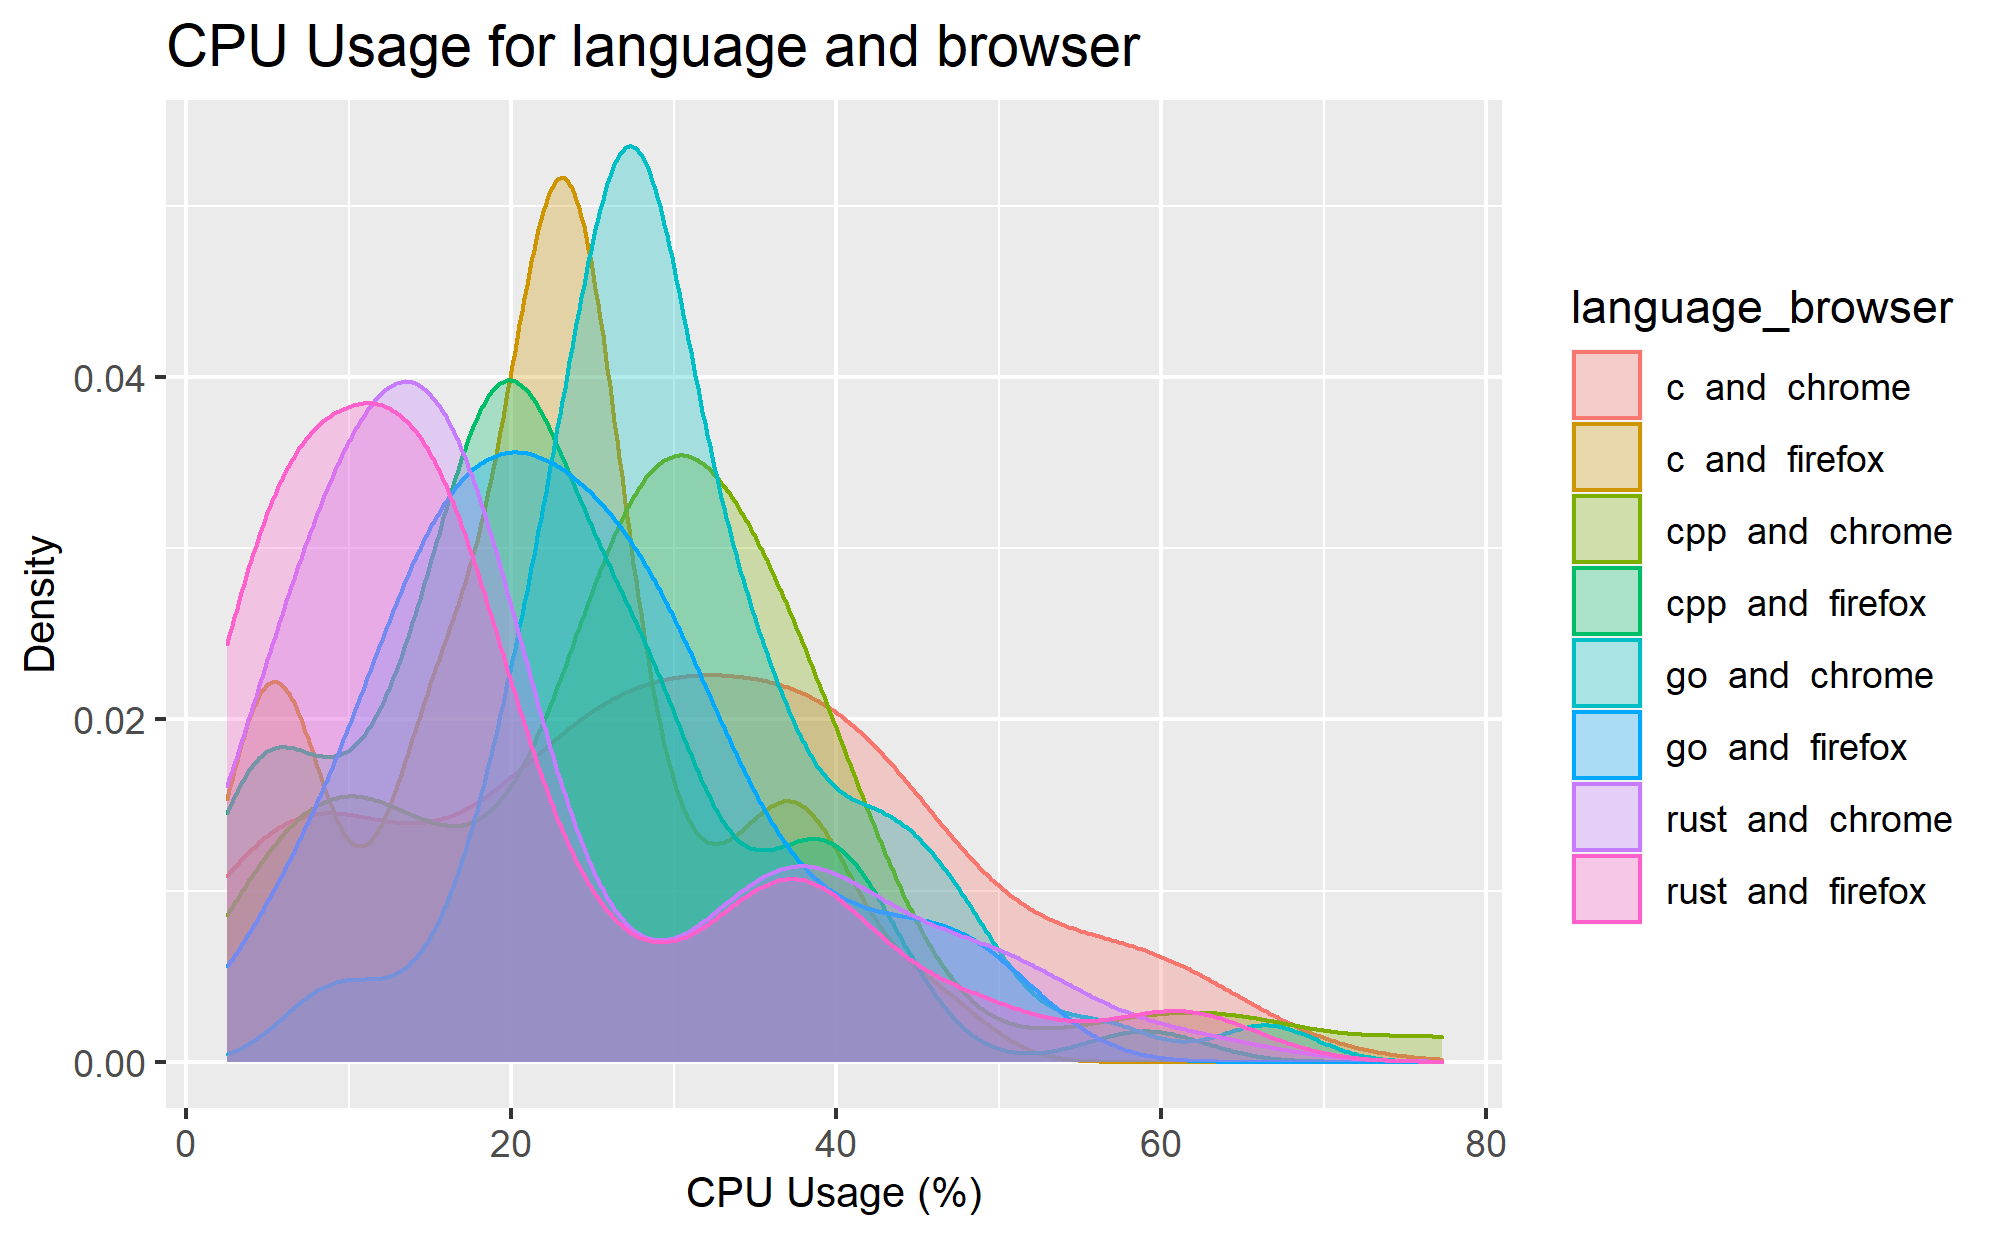 CPU Usage for language and browser
Density
0.04
0.02
0.00
0 20 40 60 80
CPU Usage (%)
language_browser
c and chrome
c and firefox
cpp and chrome
cpp and firefox
go and chrome
go and firefox
rust and chrome
rust and firefox